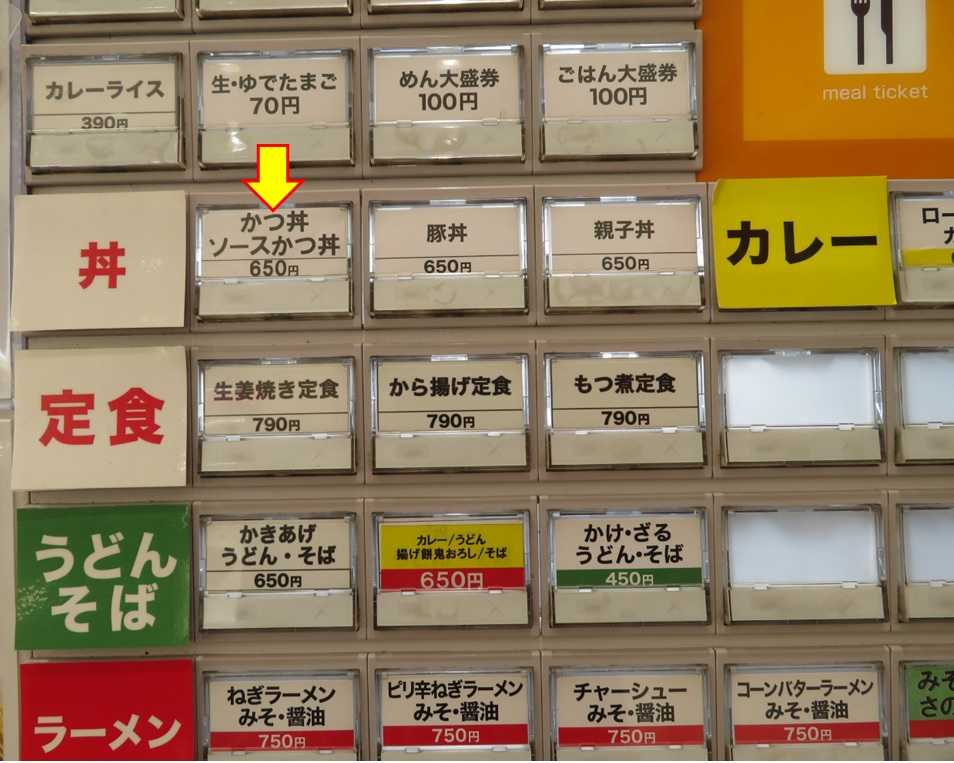 カレーライス
390円
生・ゆでたまご
70円
めん大盛券
100円
ごはん大盛券
100円
meal ticket
丼
かつ丼
ソースかつ丼
650円
豚丼
650円
親子丼
650円
カレー
定食
生姜焼き定食
790円
から揚げ定食
790円
もつ煮定食
790円
うどん
そば
かきあげ
うどん・そば
650円
カレー/うどん
揚げ餅鬼おろし/そば
650円
かけ・ざる
うどん・そば
450円
ラーメン
ねぎラーメン
みそ・醤油
750円
ピリ辛ねぎラーメン
みそ・醤油
750円
チャーシュー
みそ・醤油
750円
コーンバターラーメン
みそ・醤油
750円